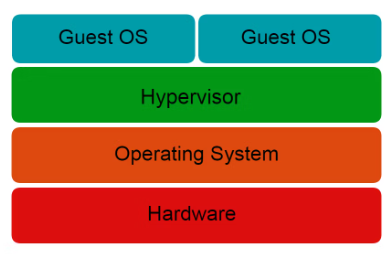 Guest OS Guest OS
Hypervisor
Operating System
Hardware